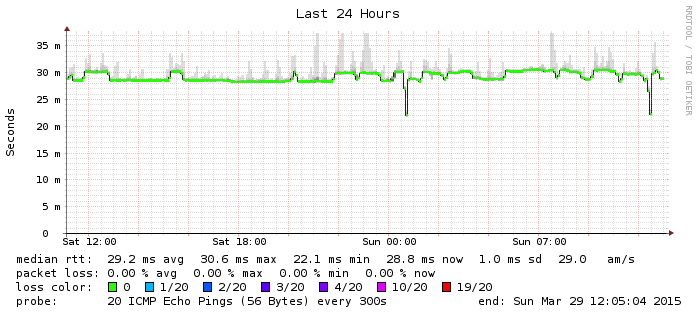 Last 24 Hours
RRDTOOL / TOBI OETIKER
Seconds
35 m
30 m
25 m
20 m
15 m
10 m
5 m
0
Sat 12:00 Sat 18:00 Sun 00:00 Sun 07:00
median rtt: 29.2 ms avg 30.6 ms max 22.1 ms min 28.8 ms now 1.0 ms sd 29.0 am/s
packet loss: 0.00 % avg 0.00 % max 0.00 % min 0.00 % now
loss color: 0 1/20 2/20 3/20 4/20 10/20 19/20
probe: 20 ICMP Echo Pings (56 Bytes) every 300s end: Sun Mar 29 12:05:04 2015